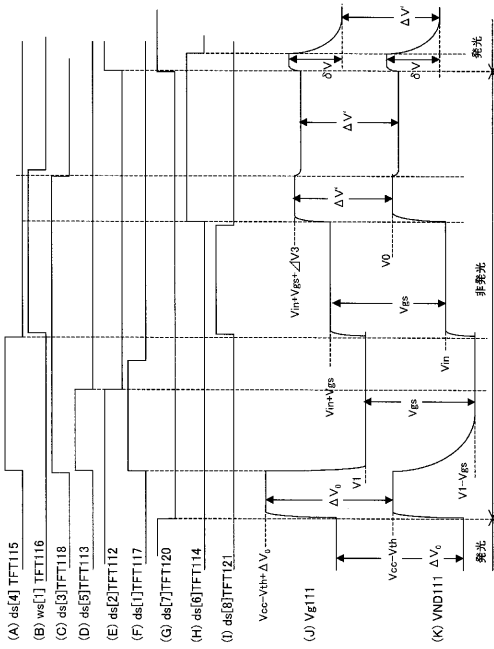 (A) ds[4] TFT115
(B) ws[1] TFT116
(C) ds[3]TFT118
(D) ds[5]TFT113
(E) ds[2]TFT112
(F) ds[1]TFT117
(G) ds[7]TFT120
(H) ds[6]TFT114
(I) ds[8]TFT121
Vcc-Vth+ΔV₀
(J) Vg111
V1
ΔV₀
Vin+Vgs
Vgs
Vin+Vgs+⊿V3
ΔV'
ΔV'
δV
ΔV'
Vcc-Vth
(K) VND111
ΔV₀
V1-Vgs
Vgs
Vin
V0
δV
発光
非発光
発光